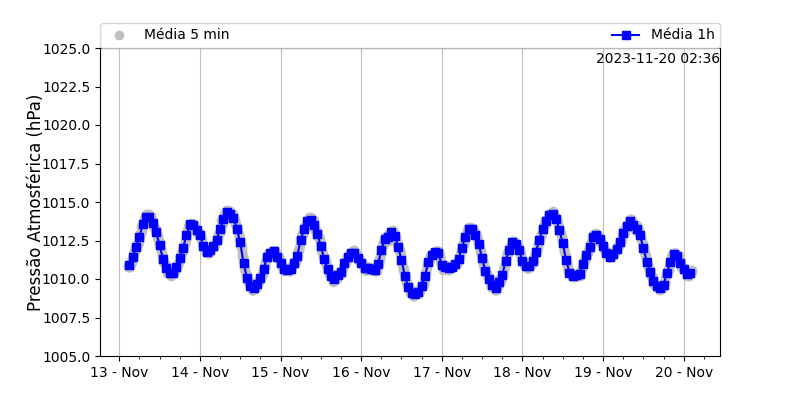 Média 5 min
Média 1h
2023-11-20 02:36
Pressão Atmosférica (hPa)
1025.0
1022.5
1020.0
1017.5
1015.0
1012.5
1010.0
1007.5
1005.0
13 - Nov
14 - Nov
15 - Nov
16 - Nov
17 - Nov
18 - Nov
19 - Nov
20 - Nov